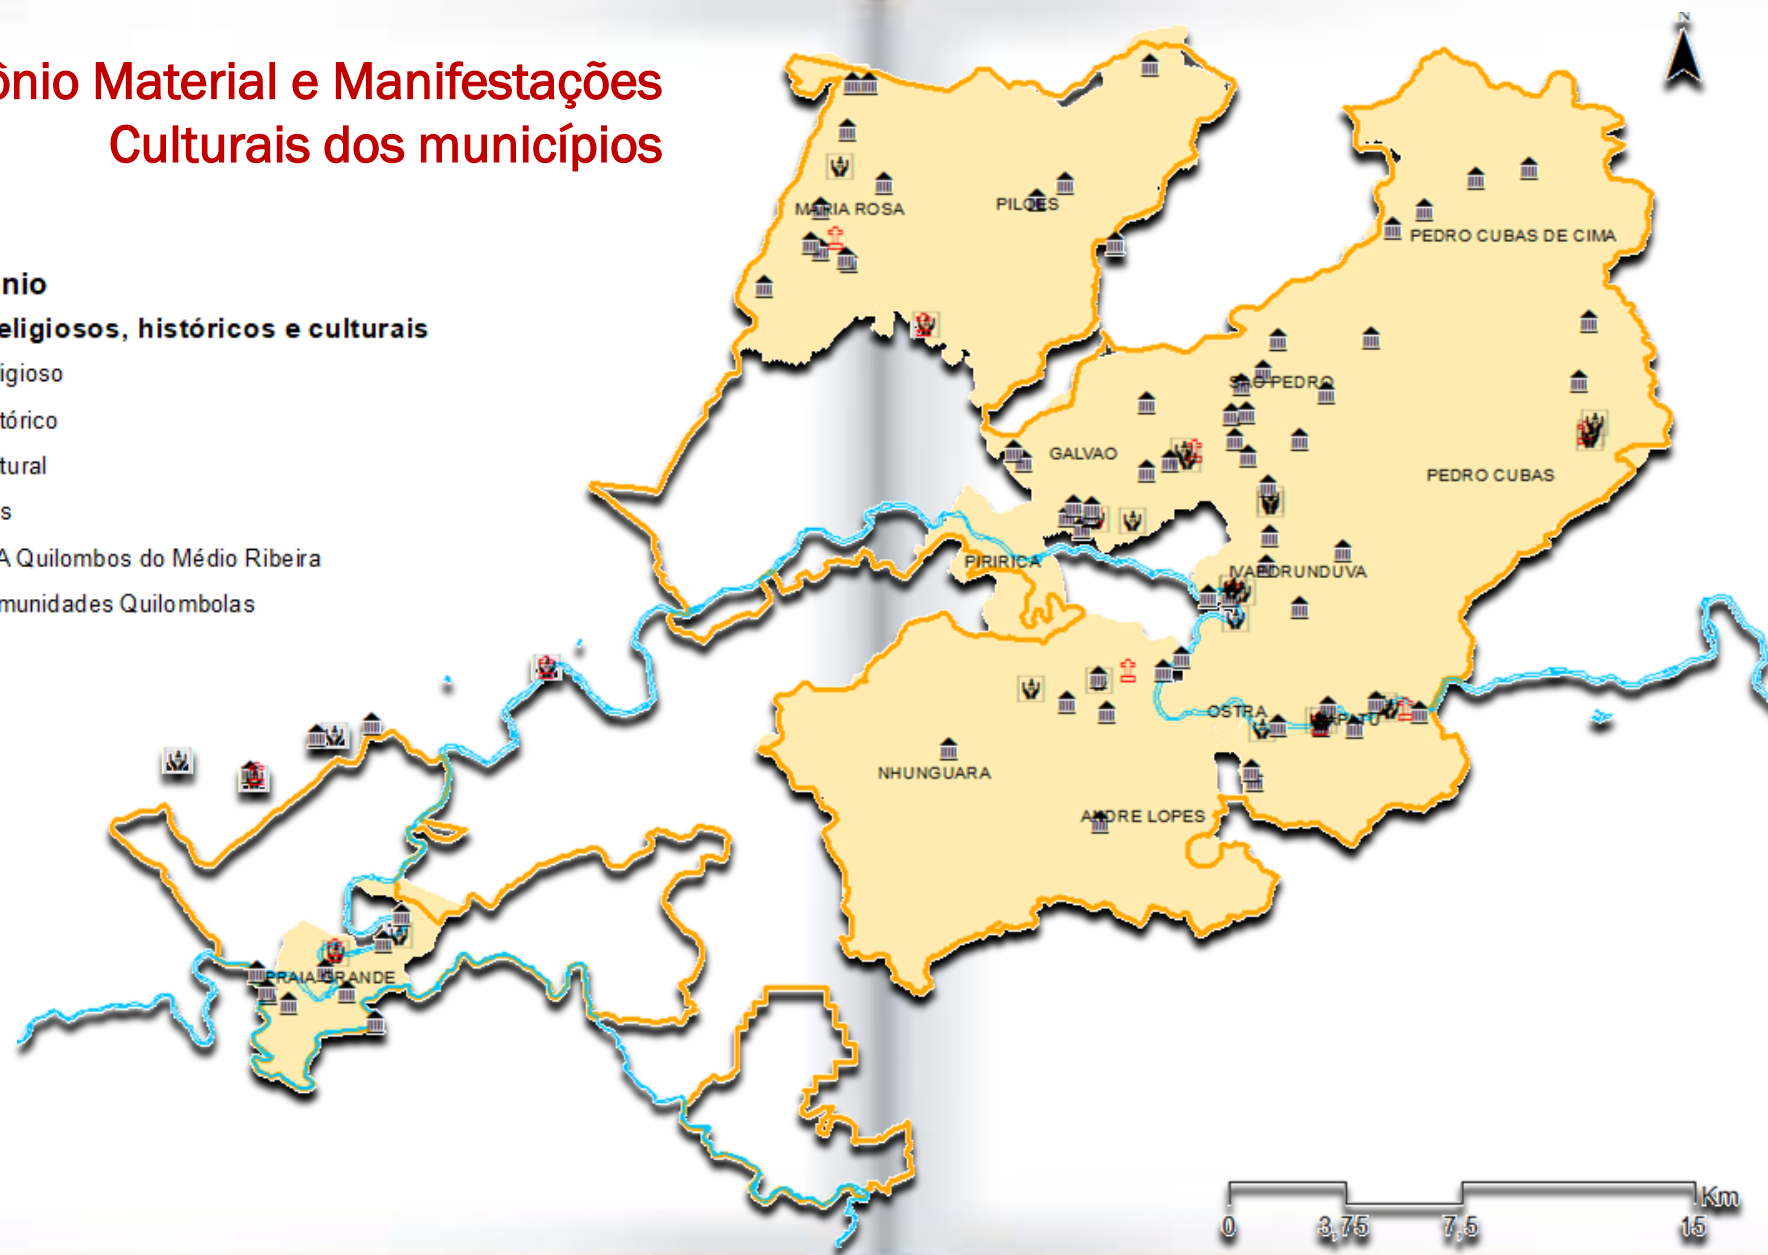 ônio Material e Manifestações
Culturais dos municípios
N
nio
eligiosos, históricos e culturais
igioso
tórico
tural
s
A Quilombos do Médio Ribeira
munidades Quilombolas
MARIA ROSA
PILOES
PEDRO CUBAS DE CIMA
SAO PEDRO
GALVAO
PEDRO CUBAS
PIRIRICA
IVAPORUNDUVA
OSTRA
NHUNGUARA
ANDRE LOPES
PRAIA GRANDE
Km
0 3,75 7,5 15